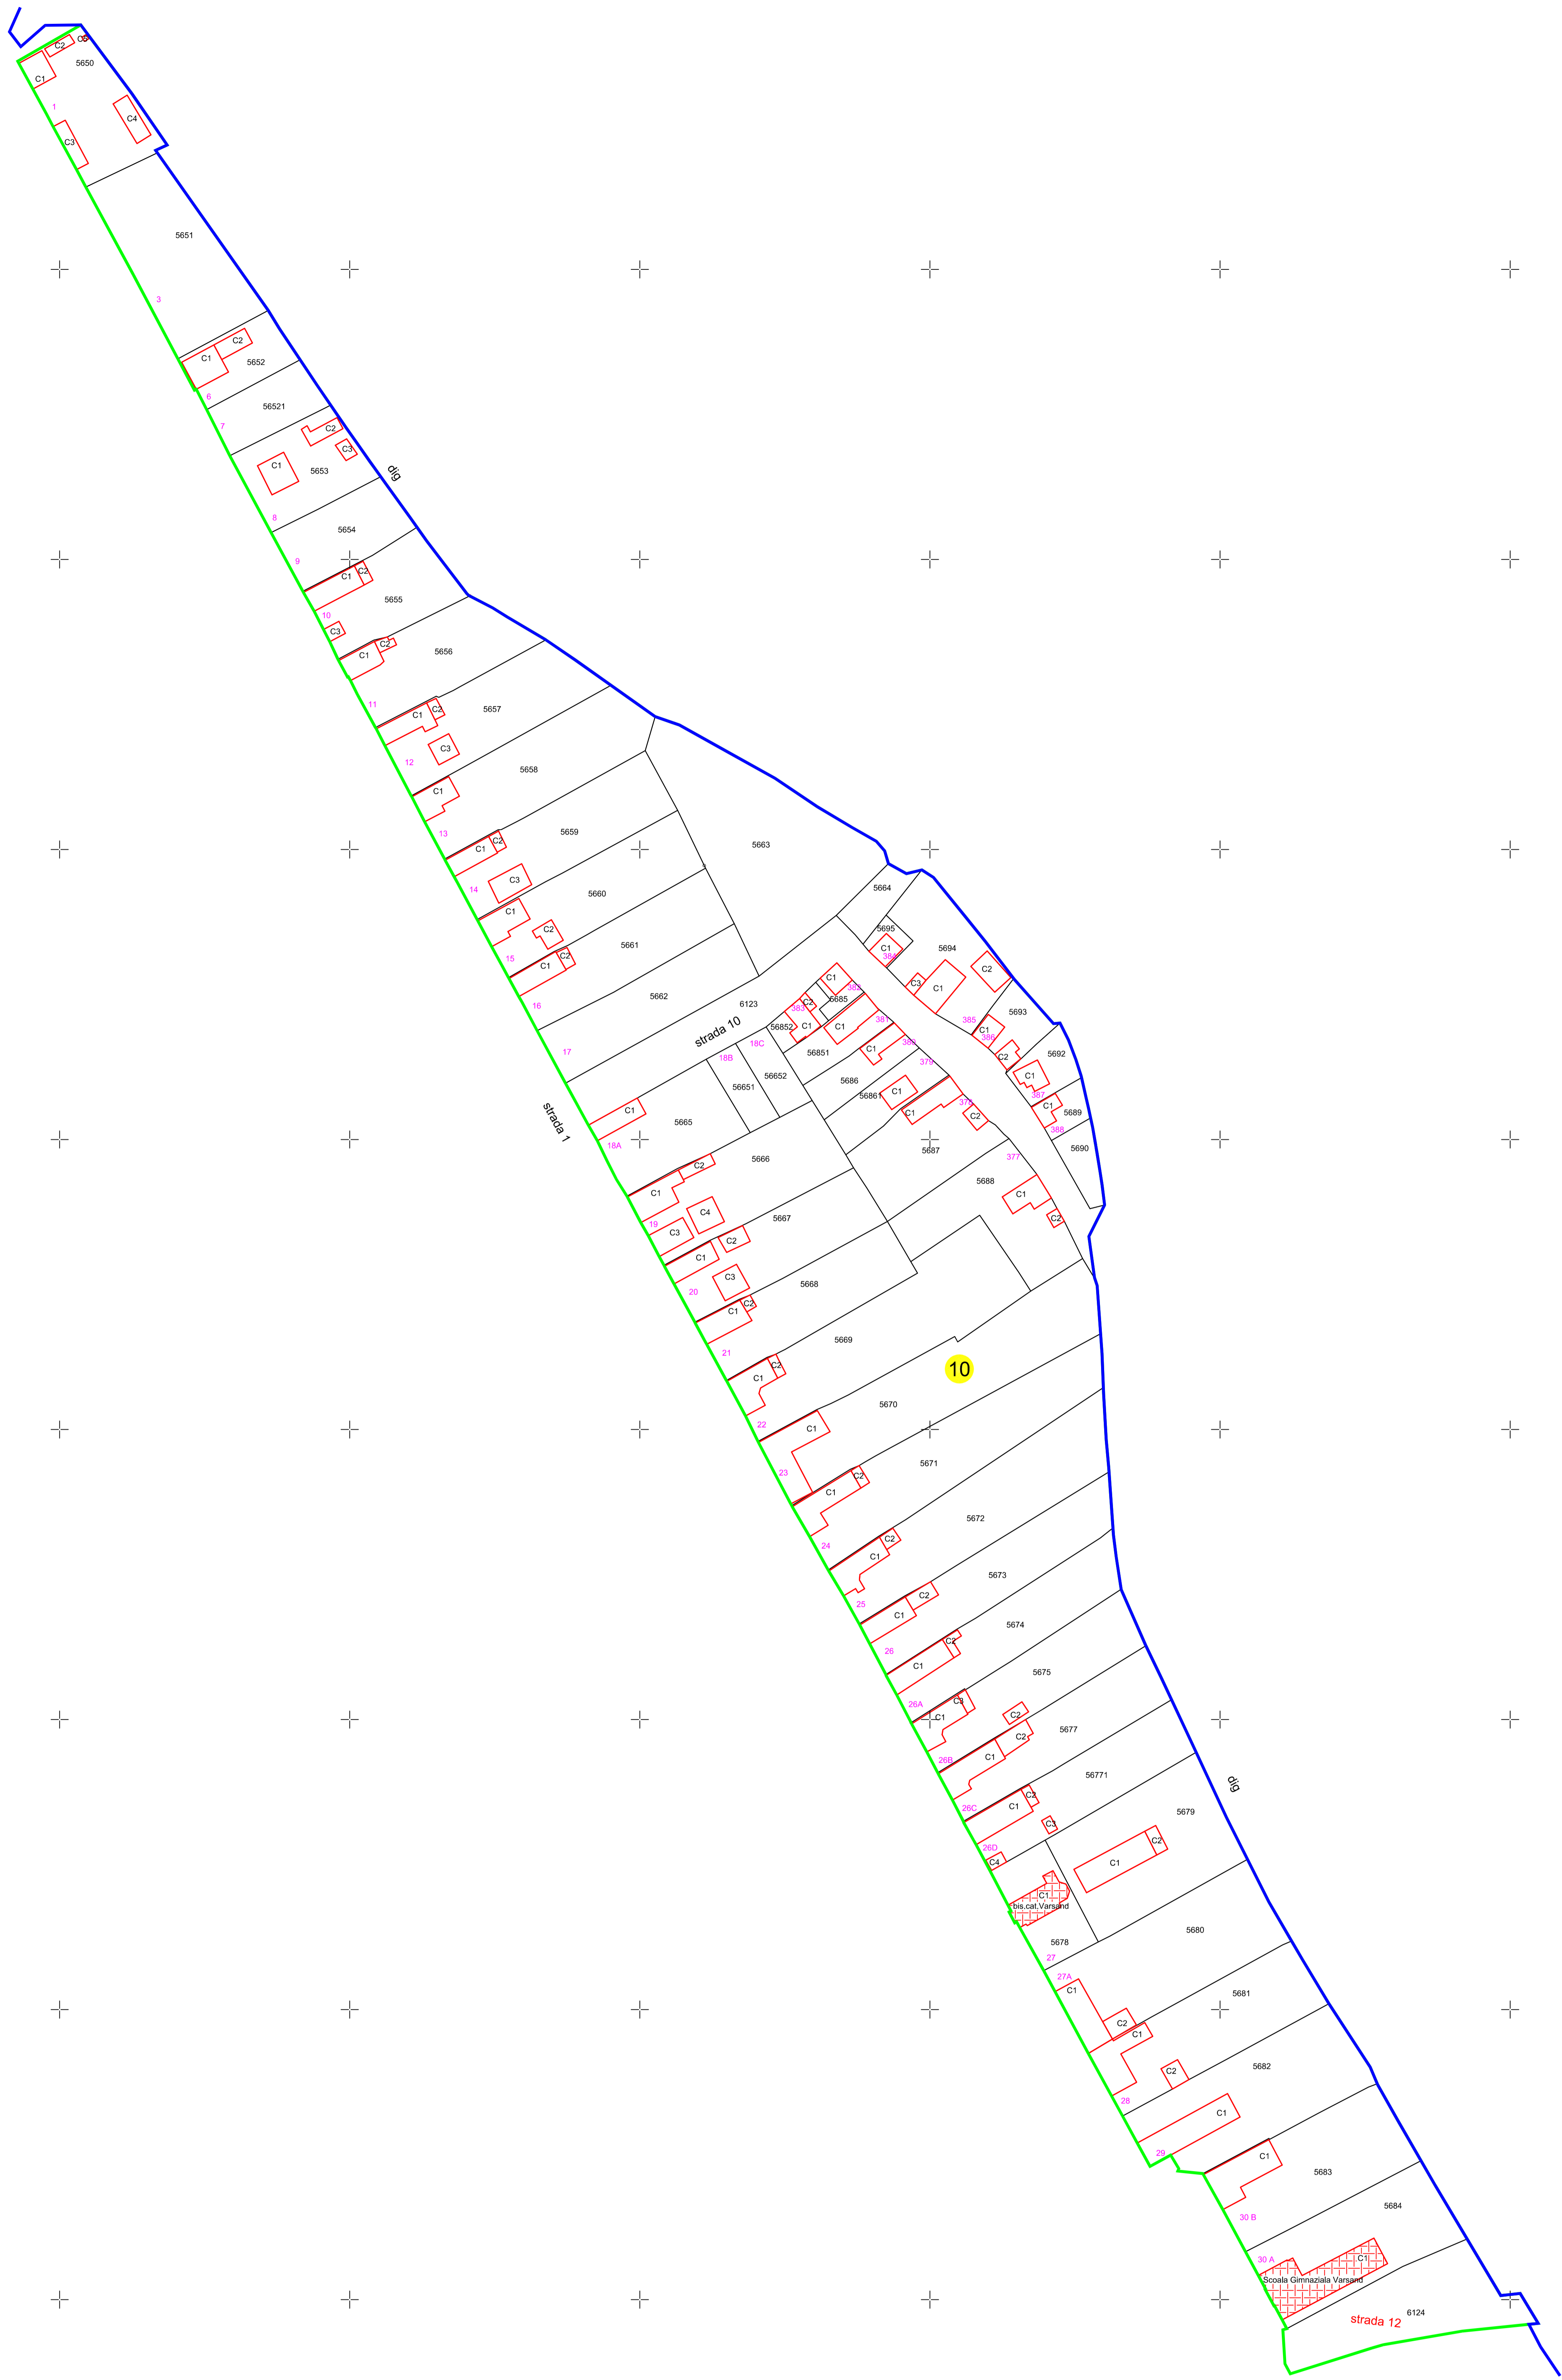 C2
C5
5650
C1
1
C4
C3
5651
3
C2
C1
5652
6
56521
7
C2
C3
C1
5653
dig
8
5654
9
C2
C1
5655
10
C3
C2
C1
5656
11
C2
C1
5657
C3
12
5658
C1
13
5659
C2
C1
5663
C3
14
5664
5660
C1
C2
5695
15
5661
C2
C1
C1
384
5694
C2
16
5662
C1
382
C3
C1
6123
C2
383
5685
381
385
5693
strada 10
56852
C1
C1
C1
386
380
18C
56851
C1
C2
5692
17
18B
379
5686
C1
56652
56651
56861
C1
387
strada 1
C1
378
C1
C1
C2
5689
5665
388
18A
5687
5690
377
5666
C2
C1
5688
C1
C4
5667
C2
19
C3
C2
C1
C3
5668
20
C2
C1
5669
21
C2
10
C1
5670
22
C1
5671
23
C2
C1
5672
24
C2
C1
5673
25
C2
C1
5674
26
C2
C1
5675
26A
C3
C2
C1
5677
C2
26B
C1
56771
dig
C2
26C
C1
5679
C3
C2
26D
C4
C1
C1
bis.cat.Varsand
5680
5678
27
27A
C1
5681
C2
C1
5682
C2
28
C1
29
C1
5683
5684
30 B
30 A
C1
Scoala Gimnaziala Varsand
6124
strada 12